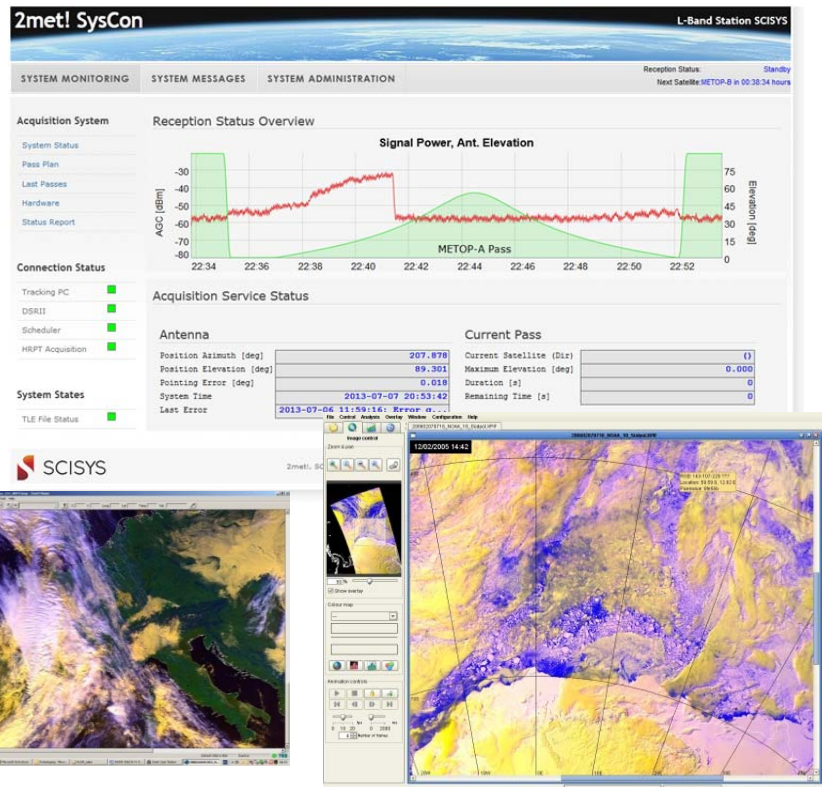 2met! SysCon
L-Band Station SCISYS
SYSTEM MONITORING SYSTEM MESSAGES SYSTEM ADMINISTRATION
Reception Status: Standby
Next Satellite:METOP-B in 00:38:34 hours
Acquisition System
System Status
Pass Plan
Last Passes
Hardware
Status Report
Connection Status
Tracking PC
DSRII
Scheduler
HRPT Acquisition
System States
TLE File Status
Reception Status Overview
Signal Power, Ant. Elevation
AGC [dBm]
-30
-40
-50
-60
-70
-80
75
60
45
30
15
0
Elevation [deg]
METOP-A Pass
22:34 22:36 22:38 22:40 22:42 22:44 22:46 22:48 22:50 22:52
Acquisition Service Status
Antenna
Position Azimuth [deg] 207.878
Position Elevation [deg] 89.301
Pointing Error [deg] 0.018
System Time 2013-07-07 20:53:42
Last Error 2013-07-06 11:59:16: Error
Current Pass
Current Satellite (Dir) ()
Maximum Elevation [deg] 0.000
Duration [s] 0
Remaining Time [s] 0
SCISYS
2met!, SC
File Control Analysis Overlay Window Configuration Help
Image control
Show overlay
Colour map
Animation controls
12/02/2005 14:42